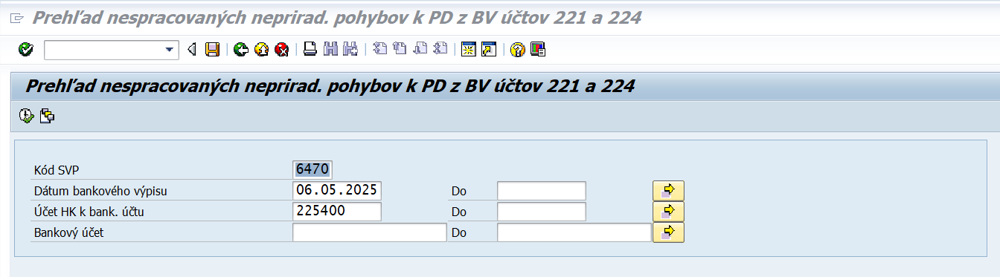 Prehľad nespracovaných neprirad. pohybov k PD z BV účtov 221 a 224
Prehľad nespracovaných neprirad. pohybov k PD z BV účtov 221 a 224
Kód SVP 6470
Dátum bankového výpisu 06.05.2025 Do
Účet HK k bank. účtu 225400 Do
Bankový účet Do